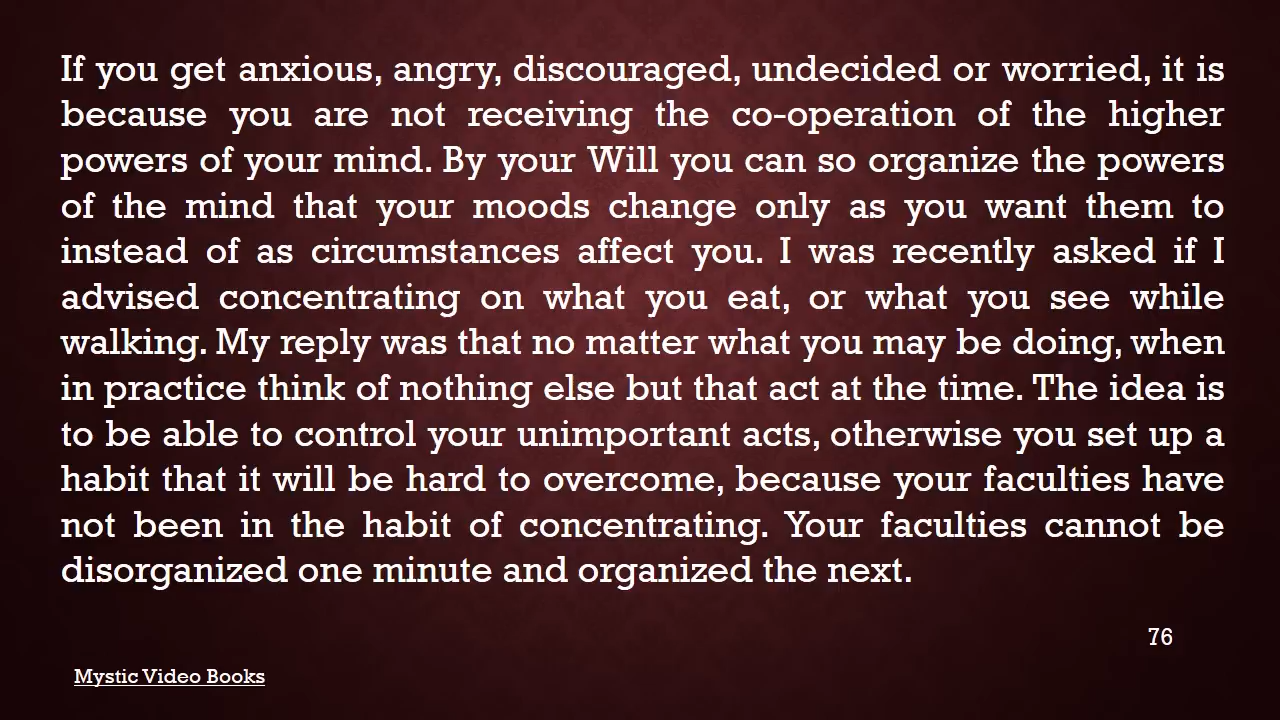 If you get anxious, angry, discouraged, undecided or worried, it is
because you are not receiving the co-operation of the higher
powers of your mind. By your Will you can so organize the powers
of the mind that your moods change only as you want them to
instead of as circumstances affect you. I was recently asked if I
advised concentrating on what you eat, or what you see while
walking. My reply was that no matter what you may be doing, when
in practice think of nothing else but that act at the time. The idea is
to be able to control your unimportant acts, otherwise you set up a
habit that it will be hard to overcome, because your faculties have
not been in the habit of concentrating. Your faculties cannot be
disorganized one minute and organized the next.
76
Mystic Video Books